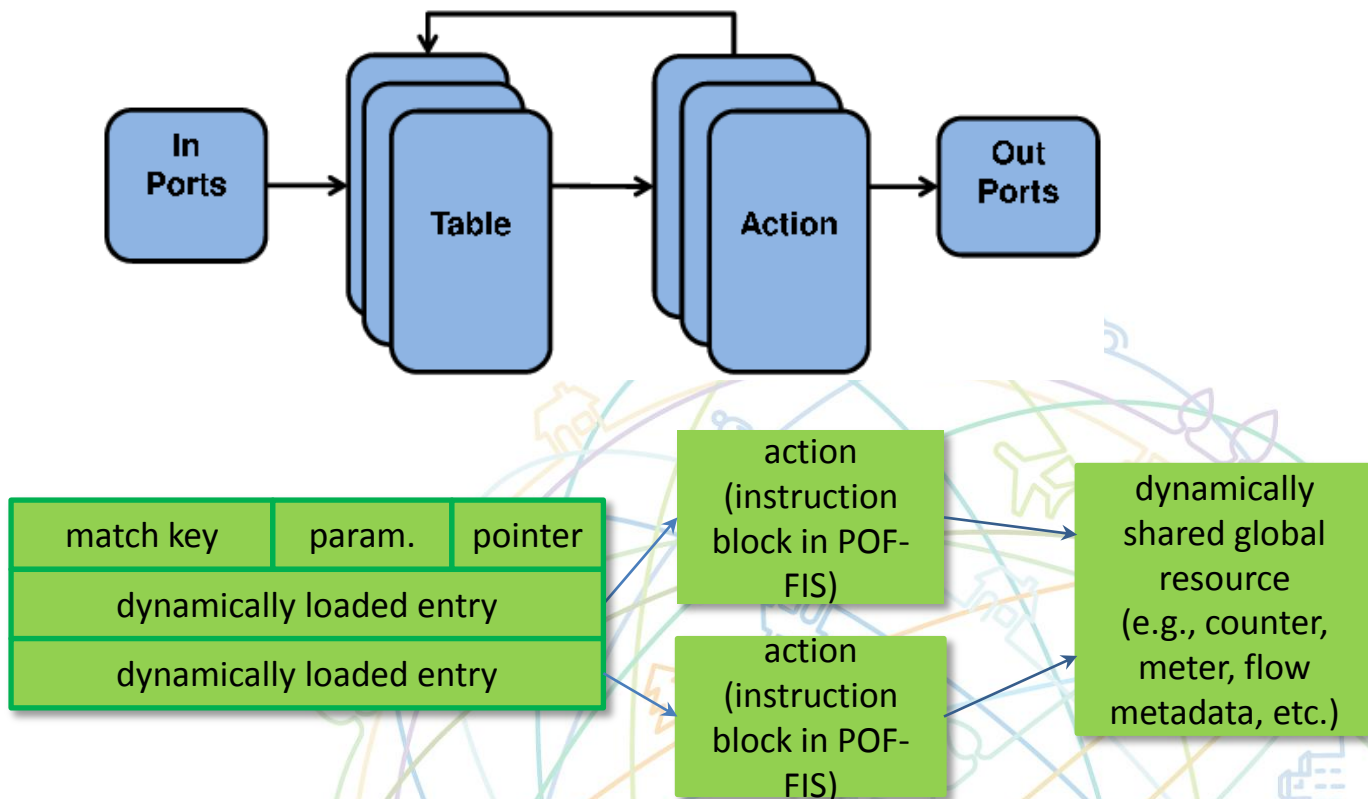 In
Ports
Table
Action
Out
Ports
match key
param.
pointer
dynamically loaded entry
dynamically loaded entry
action
(instruction
block in POF-
FIS)
action
(instruction
block in POF-
FIS)
dynamically
shared global
resource
(e.g., counter,
meter, flow
metadata, etc.)